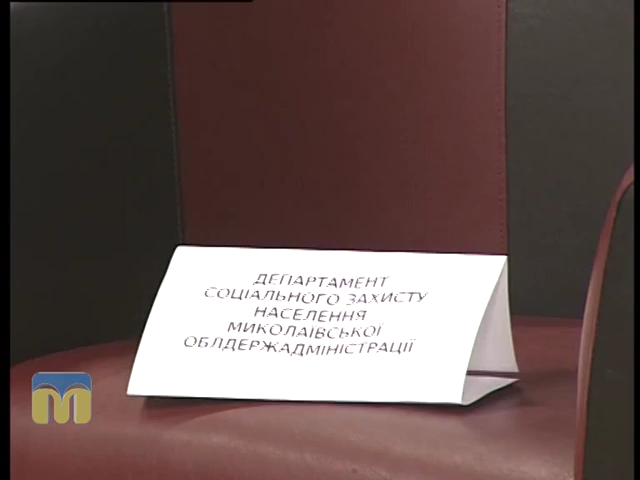 ДЕПАРТАМЕНТ
СОЦІАЛЬНОГО ЗАХИСТУ
НАСЕЛЕННЯ
МИКОЛАЇВСЬКОЇ
ОБЛДЕРЖАДМІНІСТРАЦІЇ
М